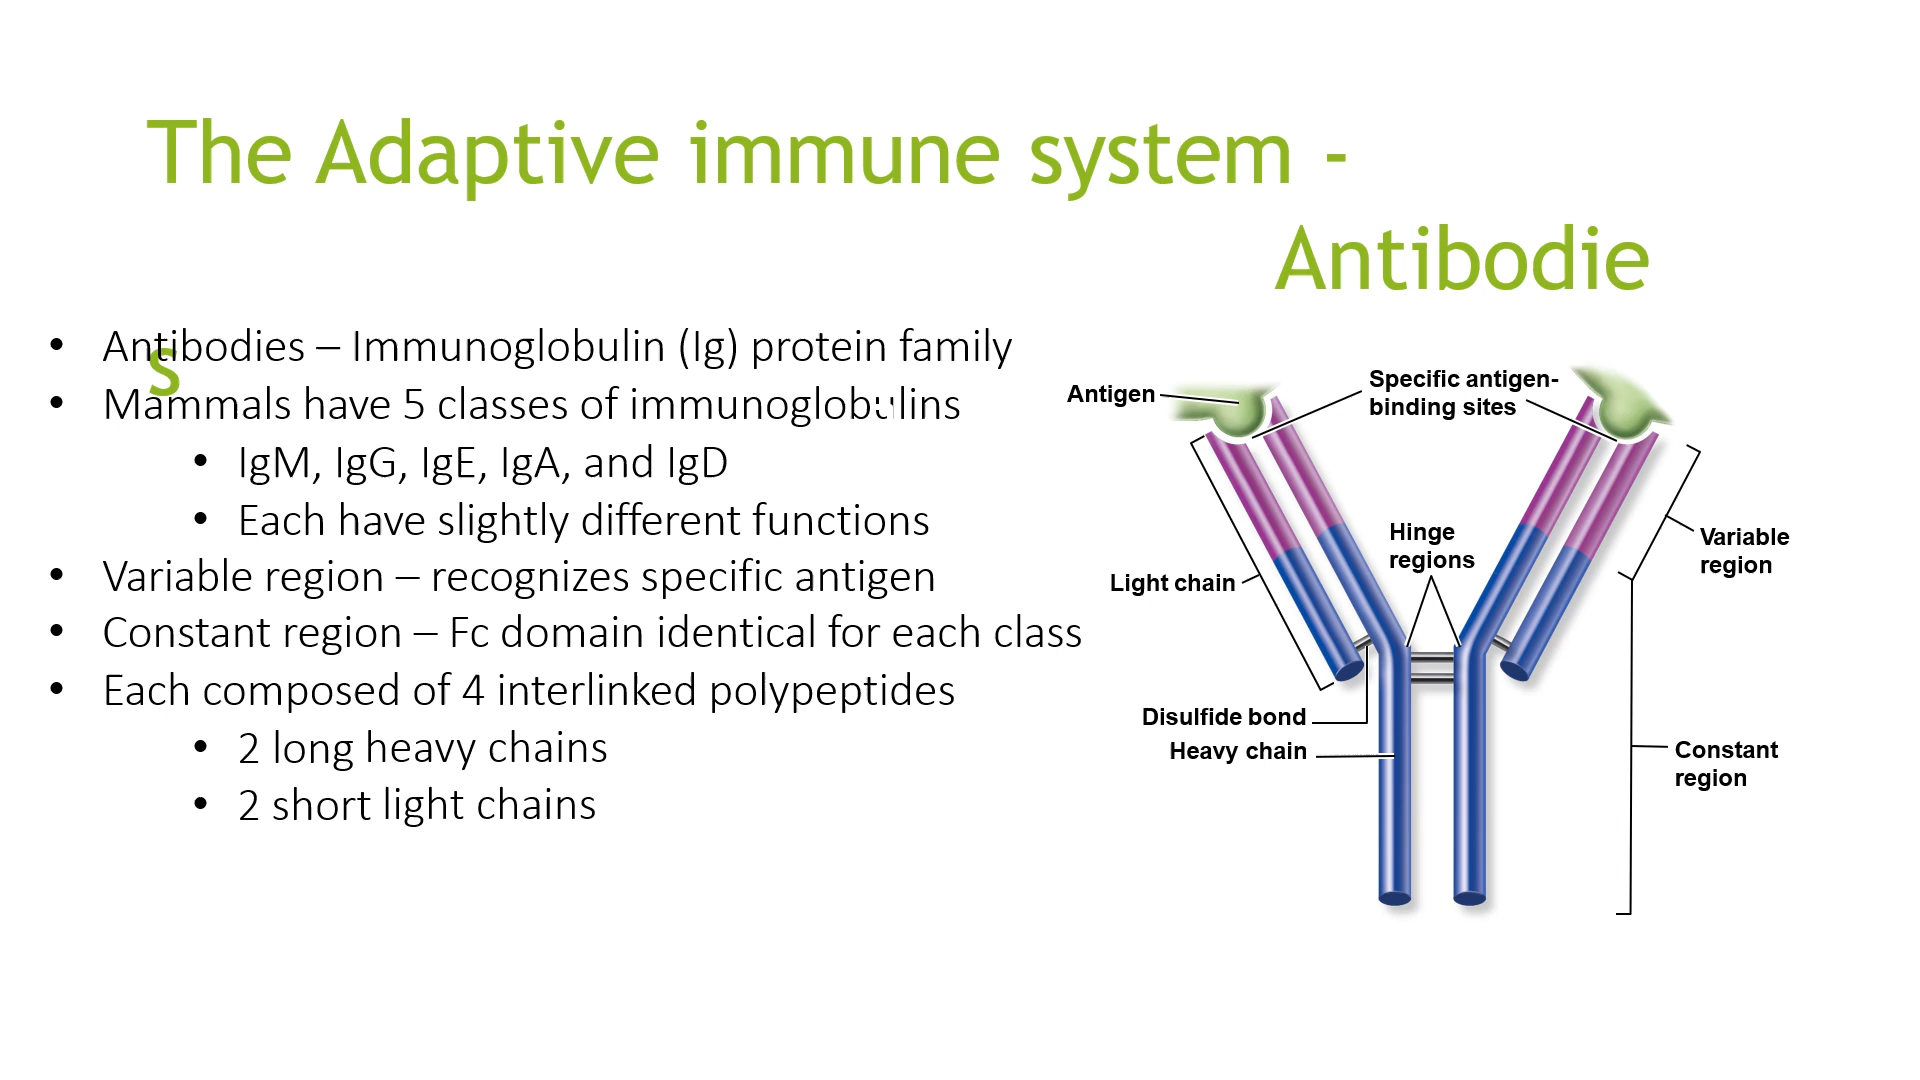 The Adaptive immune system -
Antibodie
s
• Antibodies – Immunoglobulin (Ig) protein family
• Mammals have 5 classes of immunoglobulins
• IgM, IgG, IgE, IgA, and IgD
• Each have slightly different functions
• Variable region – recognizes specific antigen
• Constant region – Fc domain identical for each class
• Each composed of 4 interlinked polypeptides
• 2 long heavy chains
• 2 short light chains
Antigen
Specific antigen-
binding sites
Hinge
regions
Variable
region
Light chain
Disulfide bond
Heavy chain
Constant
region